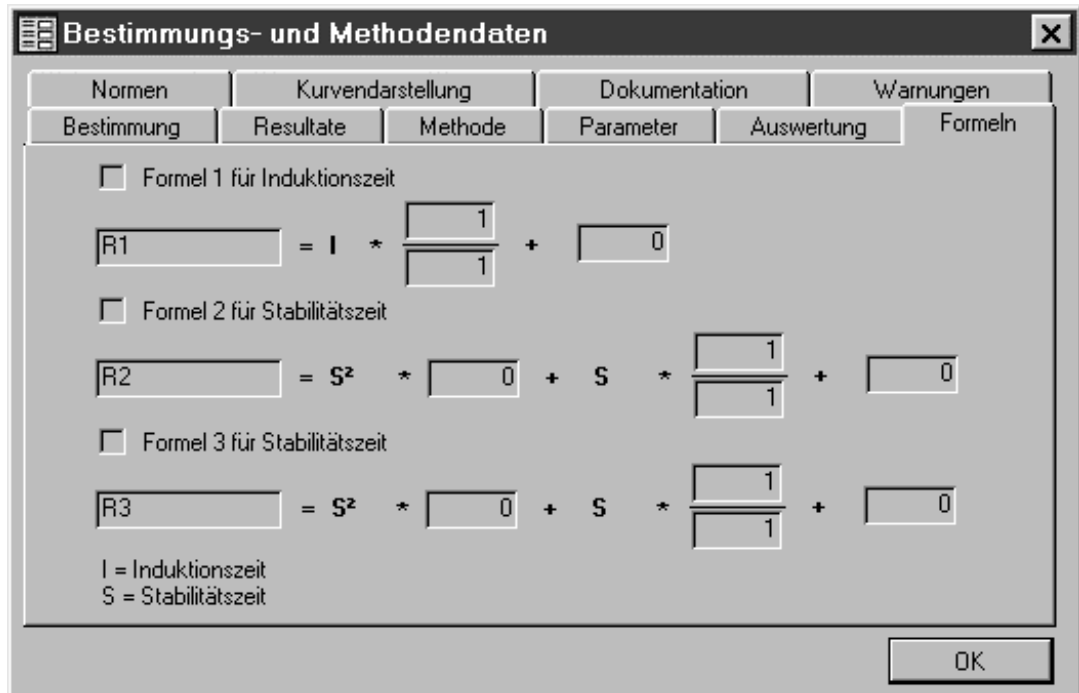 Bestimmungs- und Methodendaten
Normen Kurvendarstellung Dokumentation Warnungen
Bestimmung Resultate Methode Parameter Auswertung Formeln
Formel 1 für Induktionszeit
1
R1 = I * + 0
1
Formel 2 für Stabilitätszeit
1
R2 = S² * 0 + S * + 0
1
Formel 3 für Stabilitätszeit
1
R3 = S² * 0 + S * + 0
1
I = Induktionszeit
S = Stabilitätszeit
OK